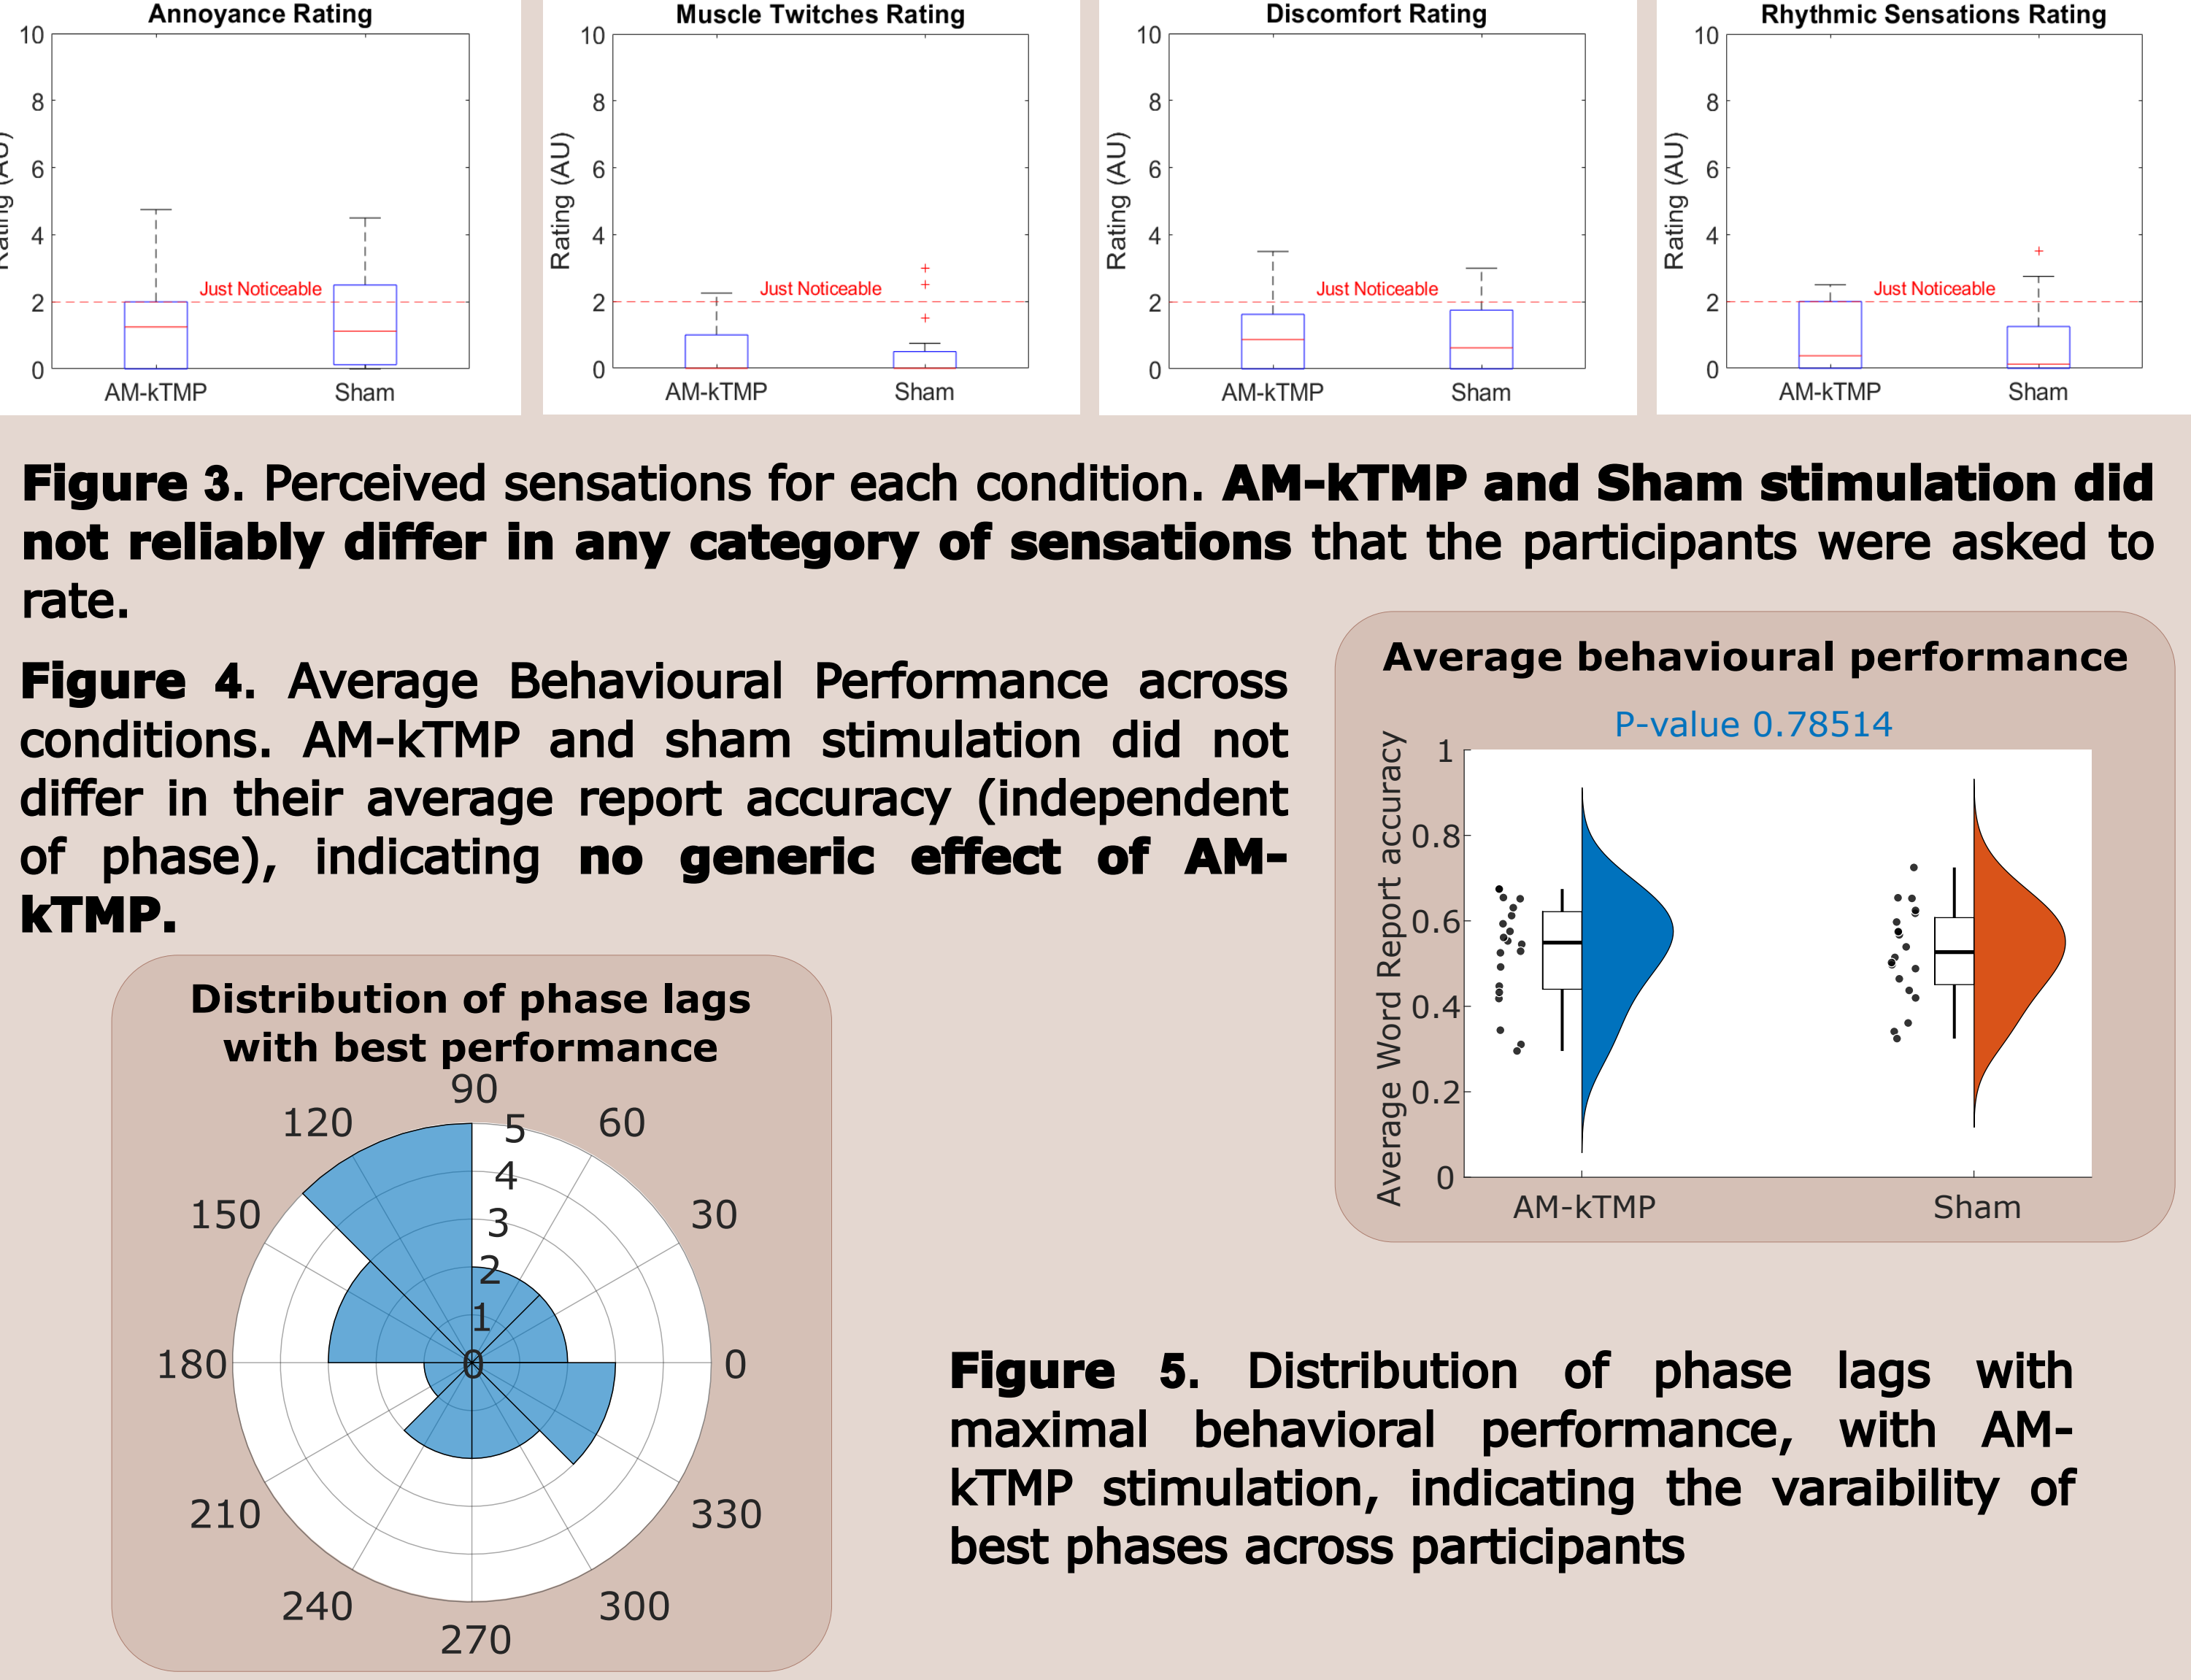 Annoyance Rating
10
8
6
4
2
0
Rating (AU)
Just Noticeable
AM-kTMP
Sham
Muscle Twitches Rating
10
8
6
4
2
0
Rating (AU)
Just Noticeable
AM-kTMP
Sham
Discomfort Rating
10
8
6
4
2
0
Rating (AU)
Just Noticeable
AM-kTMP
Sham
Rhythmic Sensations Rating
10
8
6
4
2
0
Rating (AU)
Just Noticeable
AM-kTMP
Sham
Figure 3. Perceived sensations for each condition. AM-kTMP and Sham stimulation did
not reliably differ in any category of sensations that the participants were asked to
rate.
Figure 4. Average Behavioural Performance across
conditions. AM-kTMP and sham stimulation did not
differ in their average report accuracy (independent
of phase), indicating no generic effect of AM-
kTMP.
Average behavioural performance
P-value 0.78514
Average Word Report accuracy
1
0.8
0.6
0.4
0.2
0
AM-kTMP
Sham
Distribution of phase lags
with best performance
90
120
60
150
30
180
0
210
330
240
300
270
5
4
3
2
1
0
Figure 5. Distribution of phase lags with
maximal behavioral performance, with AM-
kTMP stimulation, indicating the varaibility of
best phases across participants